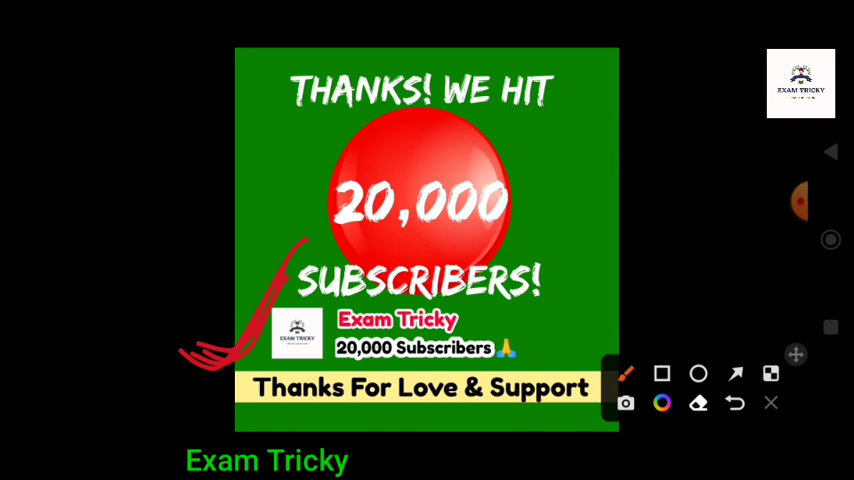 THANKS! WE HIT
20,000
SUBSCRIBERS!
EXAM TRICKY
Exam Tricky
20,000 Subscribers 🙏
Thanks For Love & Support
Exam Tricky
EXAM TRICKY